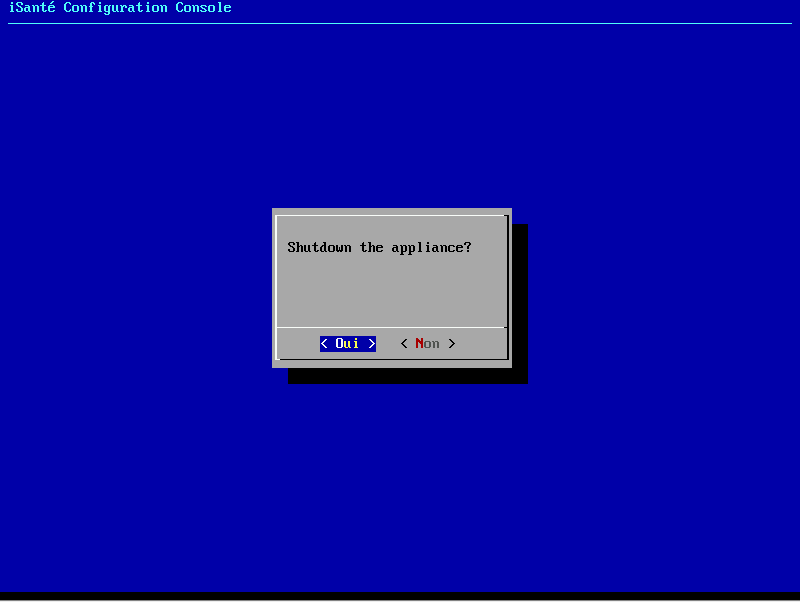 iSanté Configuration Console
Shutdown the appliance?
< Oui > < Non >